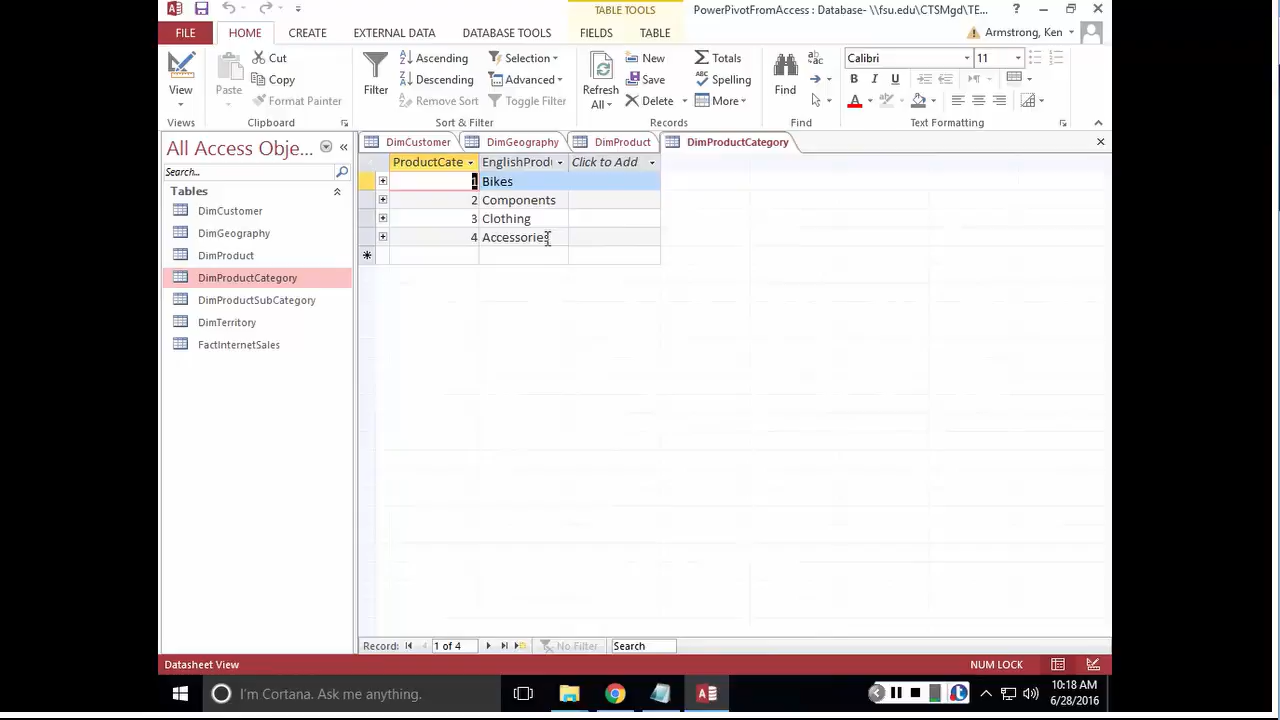 TABLE TOOLS
PowerPivotFromAccess : Database- \\fsu.edu\CTSMgd\TE...
?
FILE
HOME
CREATE
EXTERNAL DATA
DATABASE TOOLS
FIELDS
TABLE
Armstrong, Ken
View
Paste
Cut
Copy
Format Painter
Filter
Ascending
Descending
Remove Sort
Selection
Advanced
Toggle Filter
Refresh
All
New
Save
Delete
Totals
Spelling
More
Find
Calibri
11
B I U
A
Views
Clipboard
Sort & Filter
Records
Find
Text Formatting
All Access Obje...
Search...
Tables
DimCustomer
DimGeography
DimProduct
DimProductCategory
DimProductSubCategory
DimTerritory
FactInternetSales
DimCustomer
DimGeography
DimProduct
DimProductCategory
ProductCate
EnglishProdu
Click to Add
1 Bikes
2 Components
3 Clothing
4 Accessories
Record:
1 of 4
No Filter
Search
Datasheet View
NUM LOCK
I'm Cortana. Ask me anything.
10:18 AM
6/28/2016